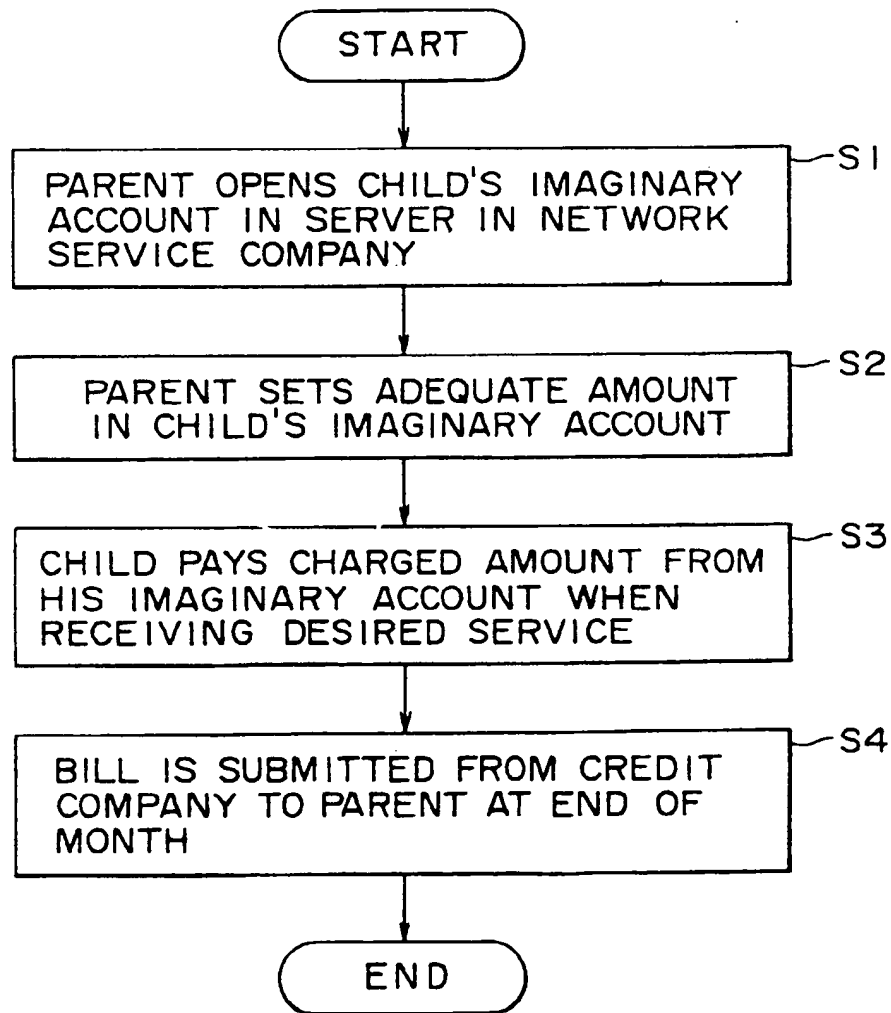 START
S1
PARENT OPENS CHILD'S IMAGINARY
ACCOUNT IN SERVER IN NETWORK
SERVICE COMPANY
S2
PARENT SETS ADEQUATE AMOUNT
IN CHILD'S IMAGINARY ACCOUNT
S3
CHILD PAYS CHARGED AMOUNT FROM
HIS IMAGINARY ACCOUNT WHEN
RECEIVING DESIRED SERVICE
S4
BILL IS SUBMITTED FROM CREDIT
COMPANY TO PARENT AT END OF
MONTH
END